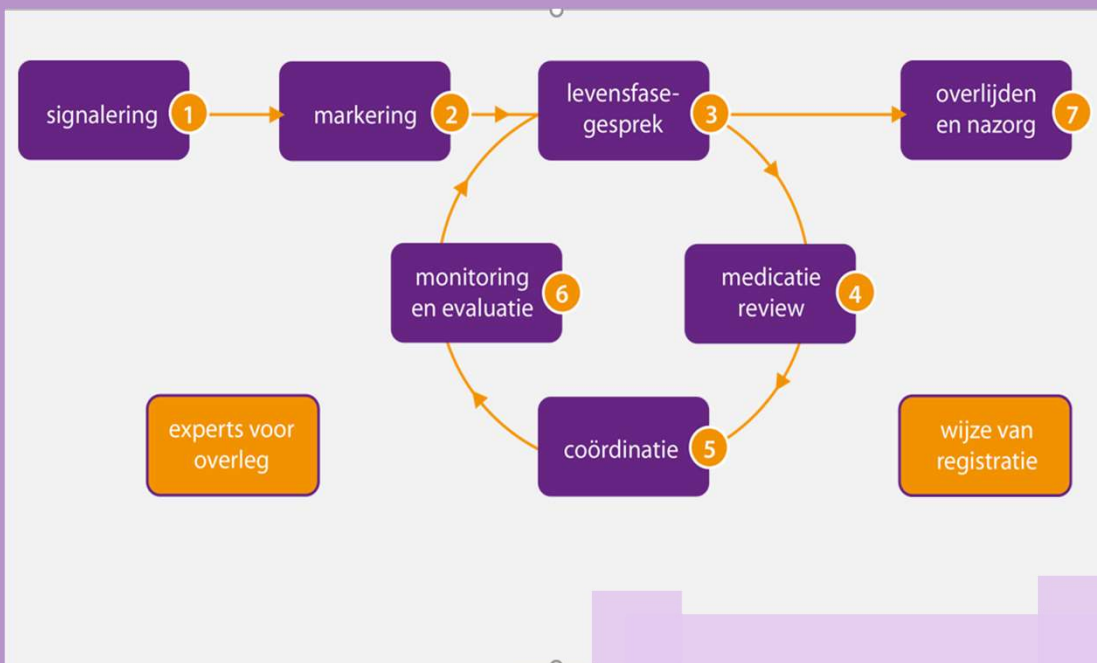 signalering 1
markering 2
levensfase-
gesprek 3
overlijden
en nazorg 7
monitoring
en evaluatie 6
medicatie
review 4
experts voor
overleg
coördinatie 5
wijze van
registratie